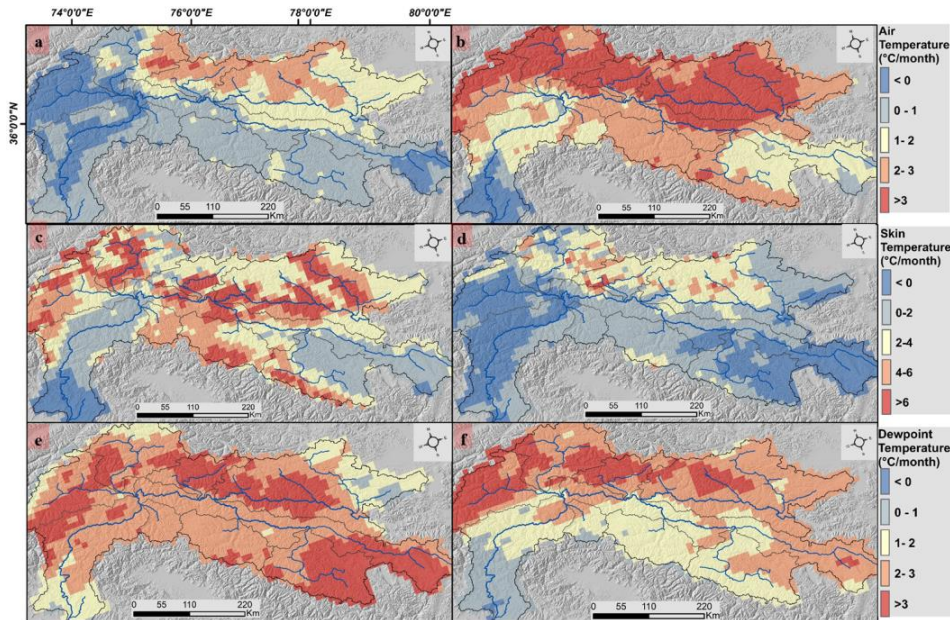 74°0'0"E 76°0'0"E 78°0'0"E 80°0'0"E
36°0'0"N
a
0 55 110 220
Km
b
0 55 110 220
Km
Air
Temperature
(°C/month)
< 0
0 - 1
1 - 2
2 - 3
>3
c
0 55 110 220
Km
d
0 55 110 220
Km
Skin
Temperature
(°C/month)
< 0
0-2
2-4
4-6
>6
e
0 55 110 220
Km
f
0 55 110 220
Km
Dewpoint
Temperature
(°C/month)
< 0
0 - 1
1- 2
2- 3
>3